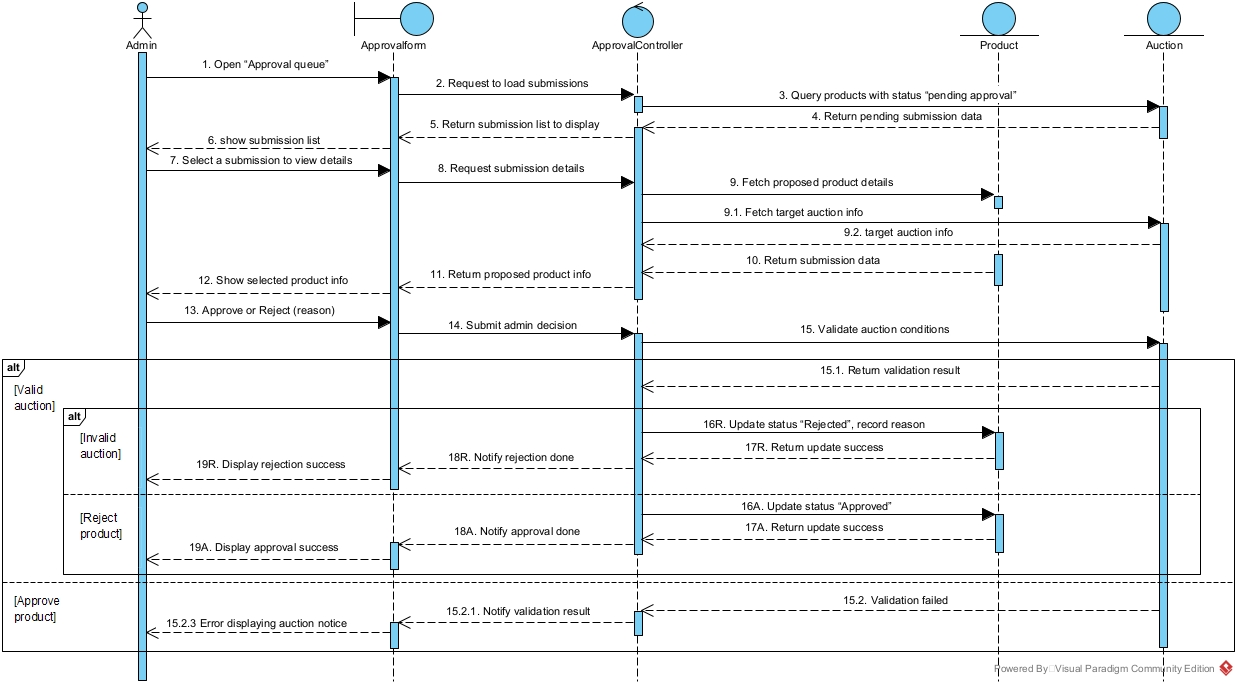 Admin
Approvalform
ApprovalController
Product
Auction
1. Open “Approval queue”
2. Request to load submissions
3. Query products with status “pending approval”
4. Return pending submission data
5. Return submission list to display
6. show submission list
7. Select a submission to view details
8. Request submission details
9. Fetch proposed product details
9.1. Fetch target auction info
9.2. target auction info
10. Return submission data
11. Return proposed product info
12. Show selected product info
13. Approve or Reject (reason)
14. Submit admin decision
15. Validate auction conditions
alt
[Valid
auction]
15.1. Return validation result
alt
[Invalid
auction]
16R. Update status “Rejected”, record reason
17R. Return update success
18R. Notify rejection done
19R. Display rejection success
[Reject
product]
16A. Update status “Approved”
17A. Return update success
18A. Notify approval done
19A. Display approval success
[Approve
product]
15.2. Validation failed
15.2.1. Notify validation result
15.2.3 Error displaying auction notice
Powered By Visual Paradigm Community Edition